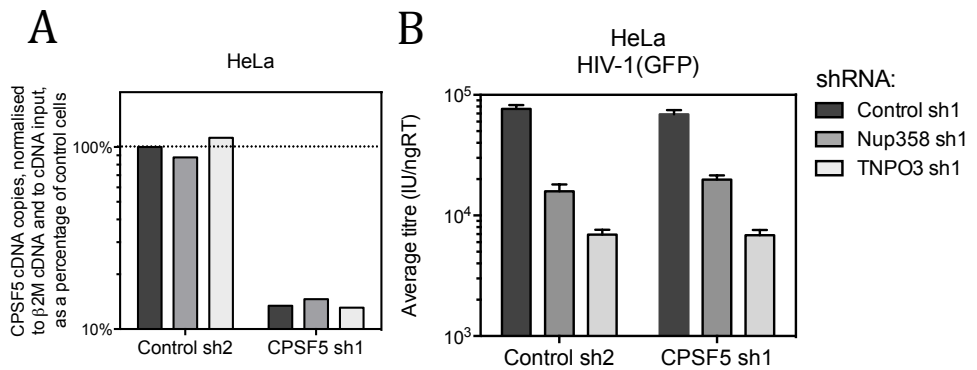 A
HeLa
CPSF5 cDNA copies, normalised
to β2M cDNA and to cDNA input,
as a percentage of control cells
100%
10%
Control sh2
CPSF5 sh1
B
HeLa
HIV-1(GFP)
Average titre (IU/ngRT)
10⁵
10⁴
10³
Control sh2
CPSF5 sh1
shRNA:
Control sh1
Nup358 sh1
TNPO3 sh1